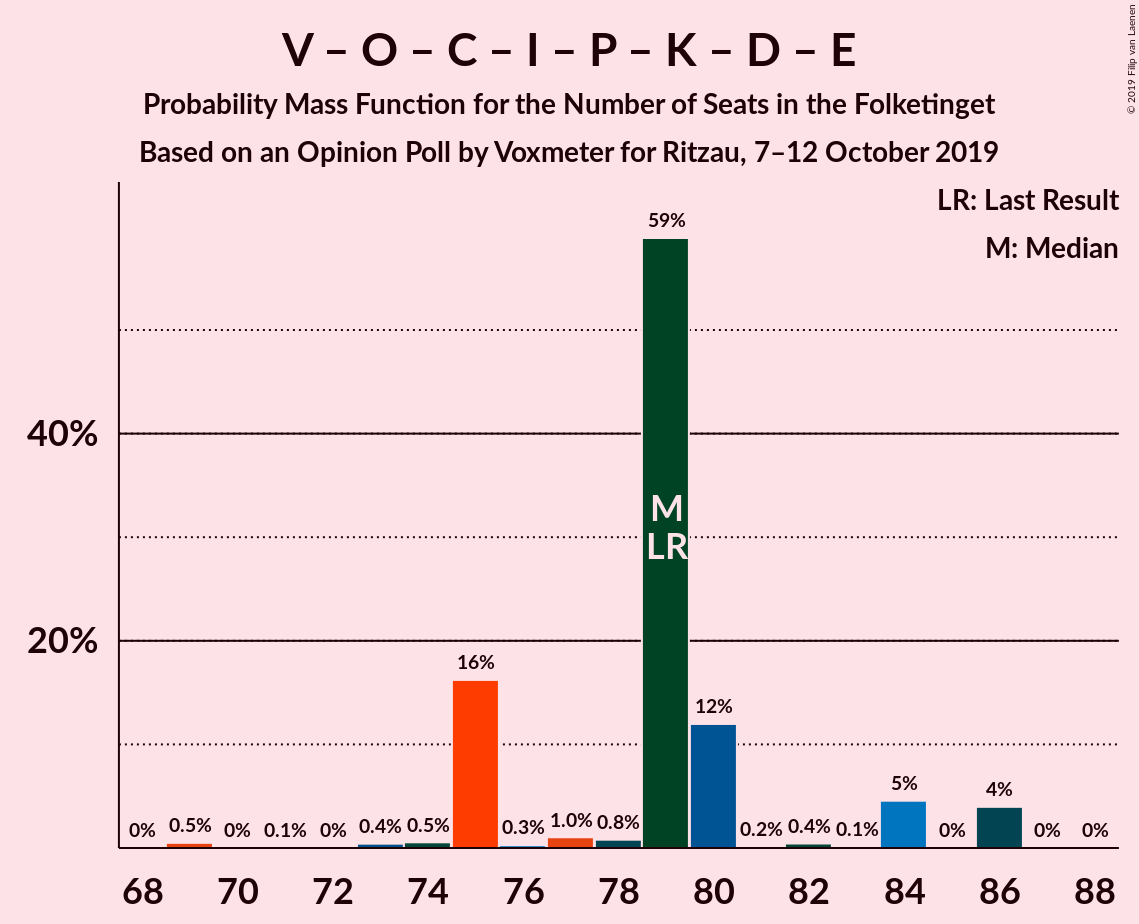 V – O – C – I – P – K – D – E
Probability Mass Function for the Number of Seats in the Folketinget
Based on an Opinion Poll by Voxmeter for Ritzau, 7–12 October 2019
© 2019 Filip van Laenen
LR: Last Result
M: Median
40%
20%
0%
0.5%
0%
0.1%
0%
0.4%
0.5%
16%
0.3%
1.0%
0.8%
59%
M
LR
12%
0.2%
0.4%
0.1%
5%
0%
4%
0%
0%
68 70 72 74 76 78 80 82 84 86 88